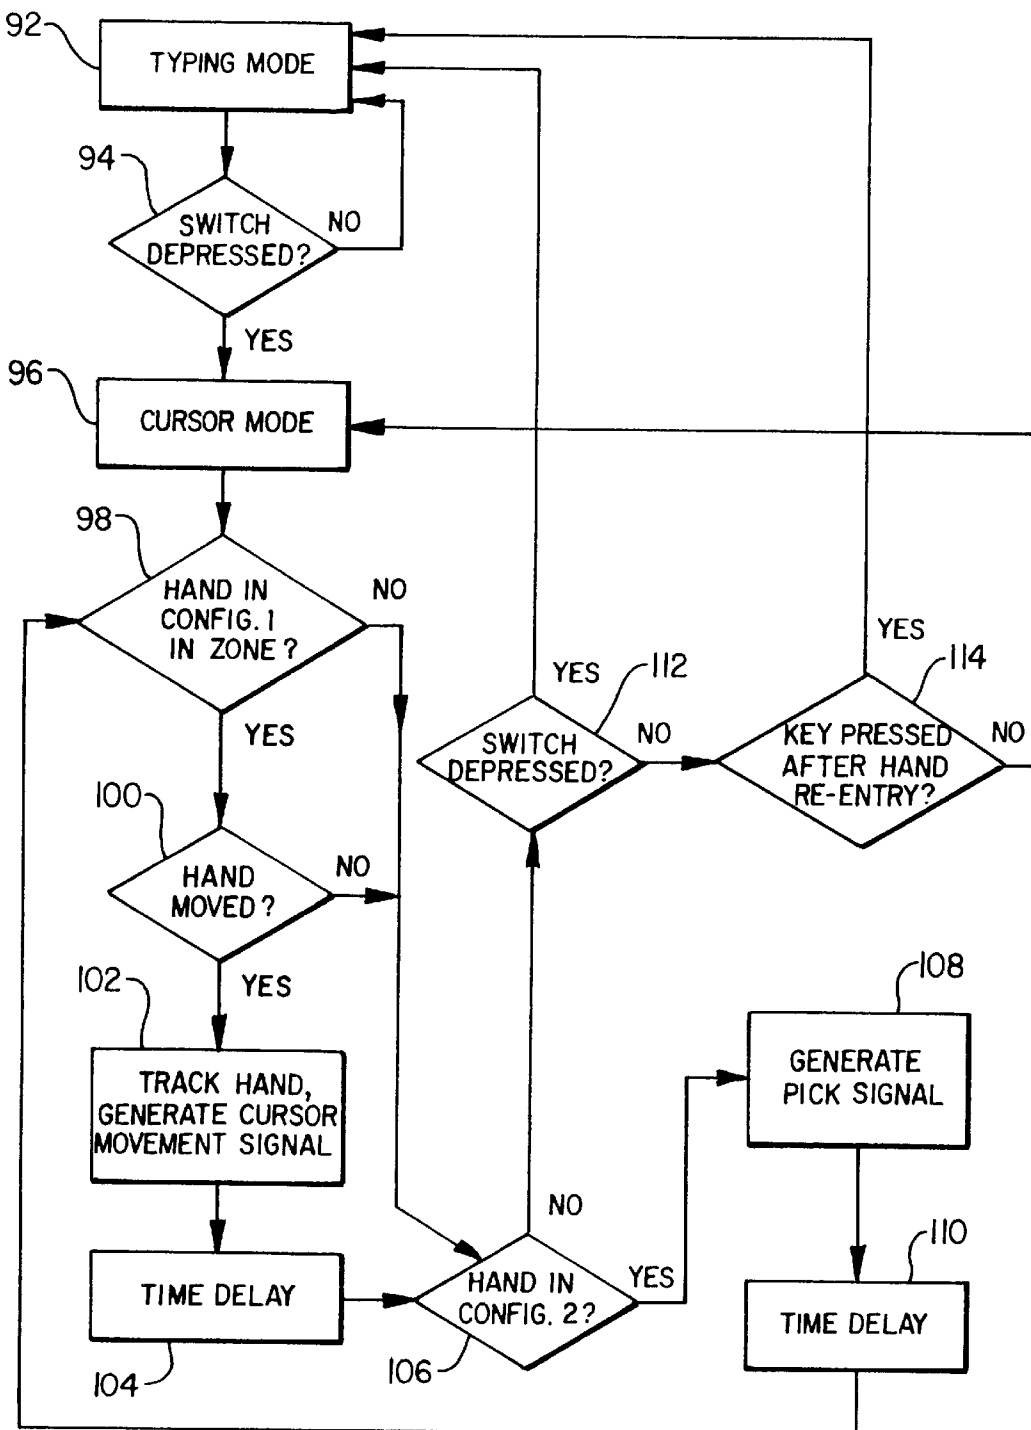 92
TYPING MODE
94
SWITCH
DEPRESSED?
NO
YES
96
CURSOR MODE
98
HAND IN
CONFIG. 1
IN ZONE?
NO
YES
100
HAND
MOVED?
NO
YES
102
TRACK HAND,
GENERATE CURSOR
MOVEMENT SIGNAL
TIME DELAY
104
HAND IN
CONFIG. 2?
106
NO
YES
SWITCH
DEPRESSED?
112
YES
NO
KEY PRESSED
AFTER HAND
RE-ENTRY?
114
YES
NO
108
GENERATE
PICK SIGNAL
110
TIME DELAY